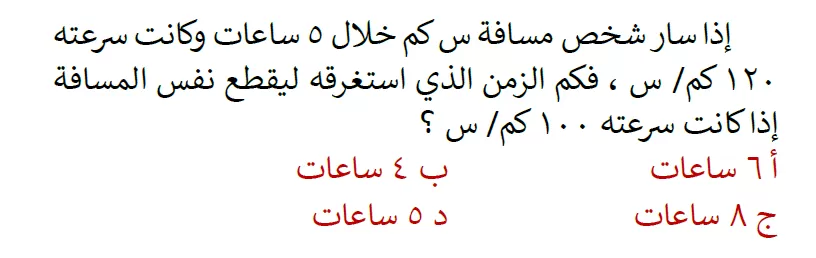 إذا سار شخص مسافة س كم خلال ٥ ساعات وكانت سرعته
١٢٠ كم/ س ، فكم الزمن الذي استغرقه ليقطع نفس المسافة
إذا كانت سرعته ١٠٠ كم/ س ؟
أ ٦ ساعات ب ٤ ساعات
ج ٨ ساعات د ٥ ساعات